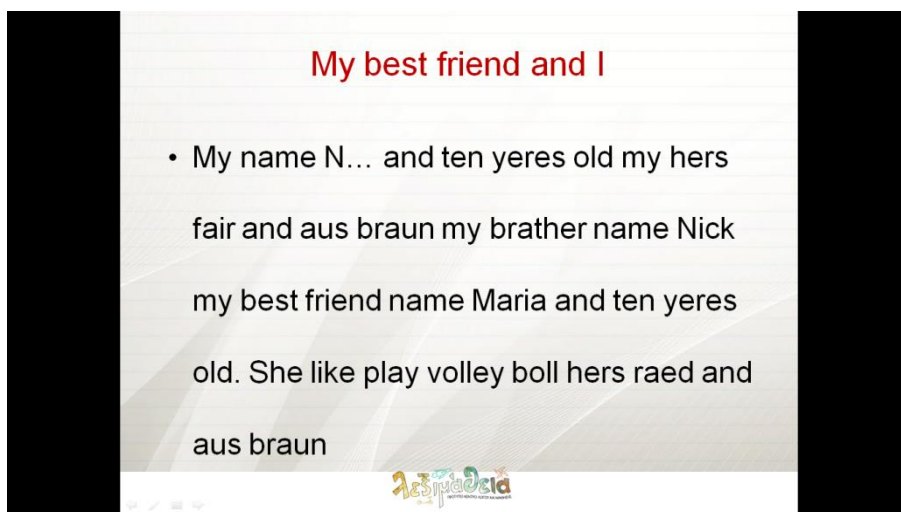 My best friend and I
• My name N... and ten yeres old my hers
fair and aus braun my brather name Nick
my best friend name Maria and ten yeres
old. She like play volley boll hers raed and
aus braun
λεξιμάθεια